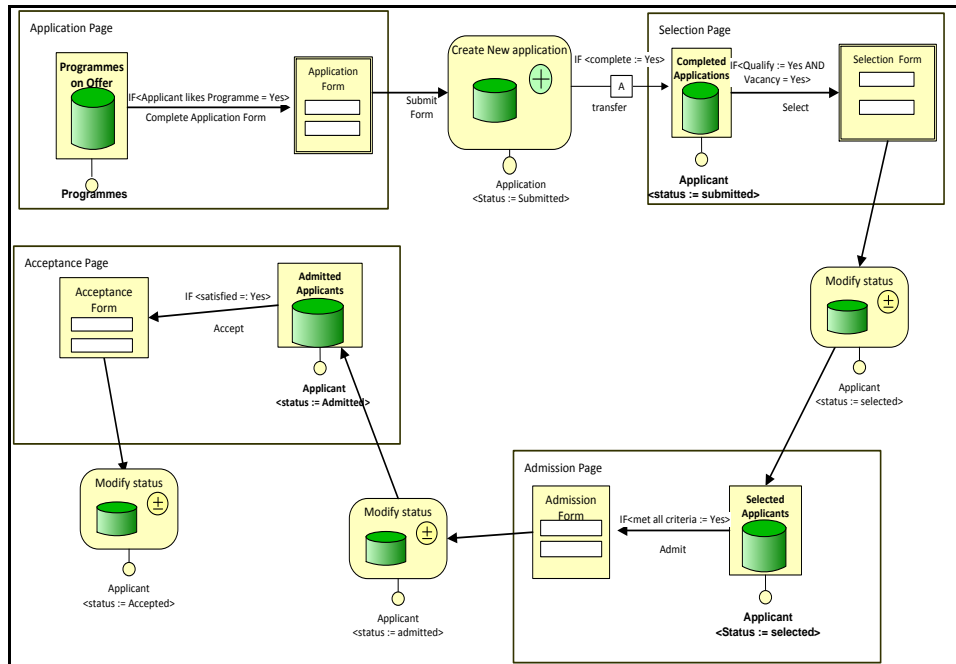 Application Page
Programmes
on Offer
IF<Applicant likes Programme = Yes>
Complete Application Form
Programmes
Application
Form
Submit
Form
Create New application
Application
<Status := Submitted>
IF <complete := Yes>
A
transfer
Selection Page
Completed
Applications
IF<Qualify := Yes AND
Vacancy = Yes>
Select
Applicant
<status := submitted>
Selection Form
Modify status
Applicant
<status := selected>
Acceptance Page
Acceptance
Form
IF <satisfied =: Yes>
Accept
Admitted
Applicants
Applicant
<status := Admitted>
Modify status
Applicant
<status := Accepted>
Modify status
Applicant
<status := admitted>
Admission Page
Admission
Form
IF<met all criteria := Yes>
Admit
Selected
Applicants
Applicant
<Status := selected>